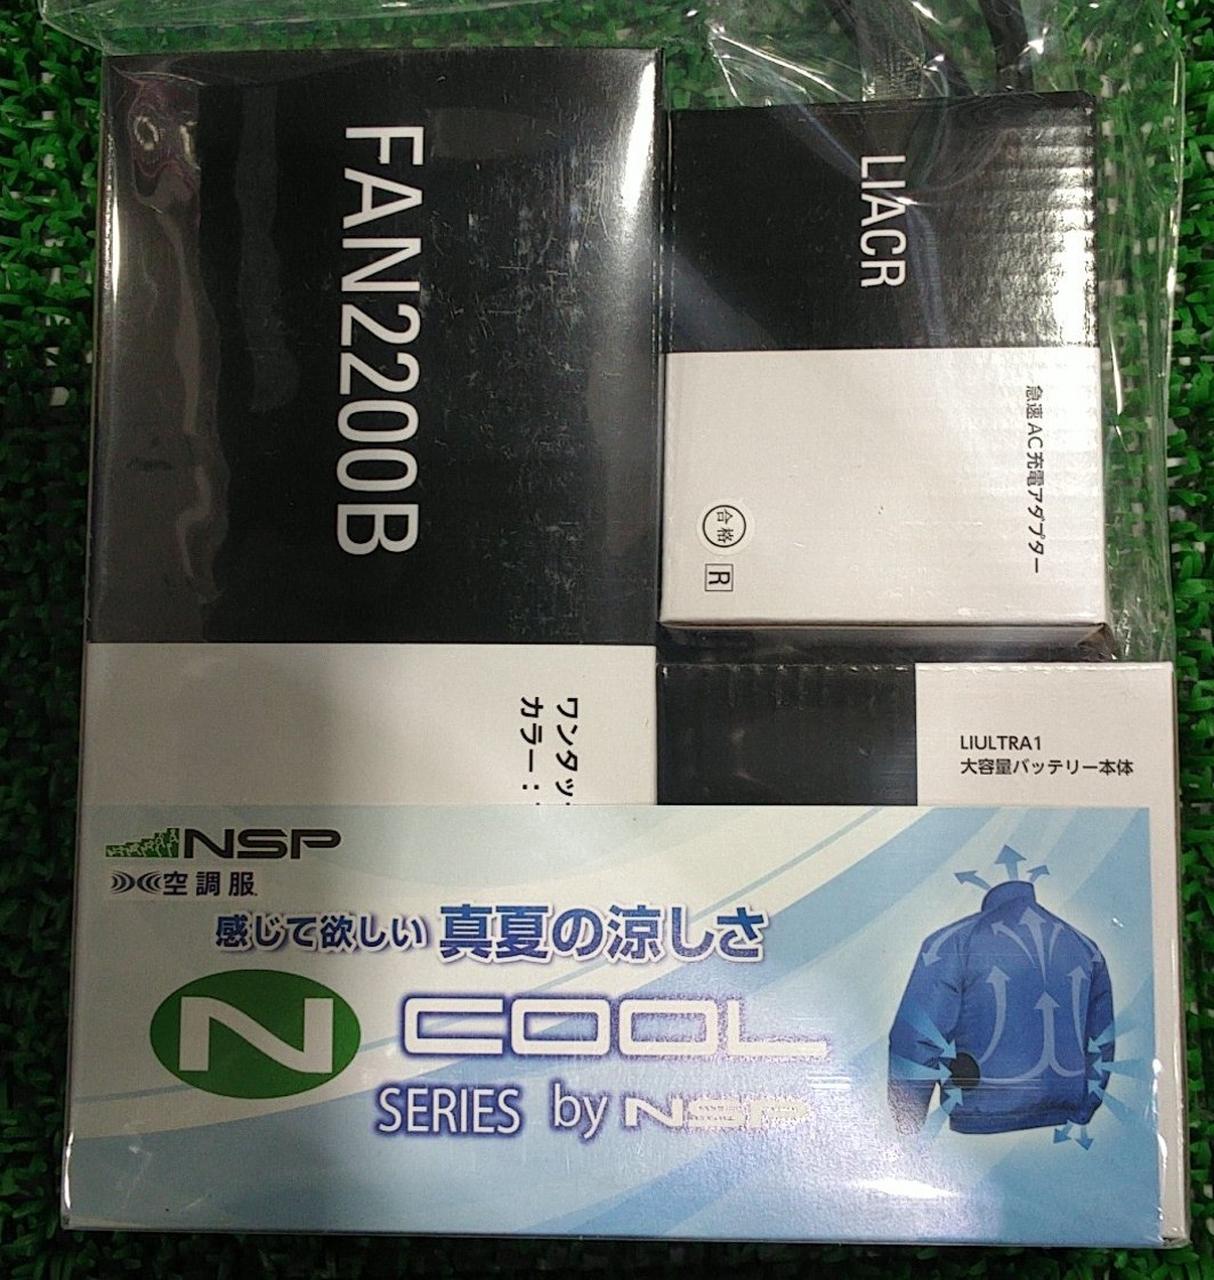 FAN2200B
ワンタッ
カラー：
LIACR
急速AC充電アダプター
合格
R
LIULTRA1
大容量バッテリー本体
NSP
空調服
感じて欲しい 真夏の涼しさ
N COOL
SERIES by NSP